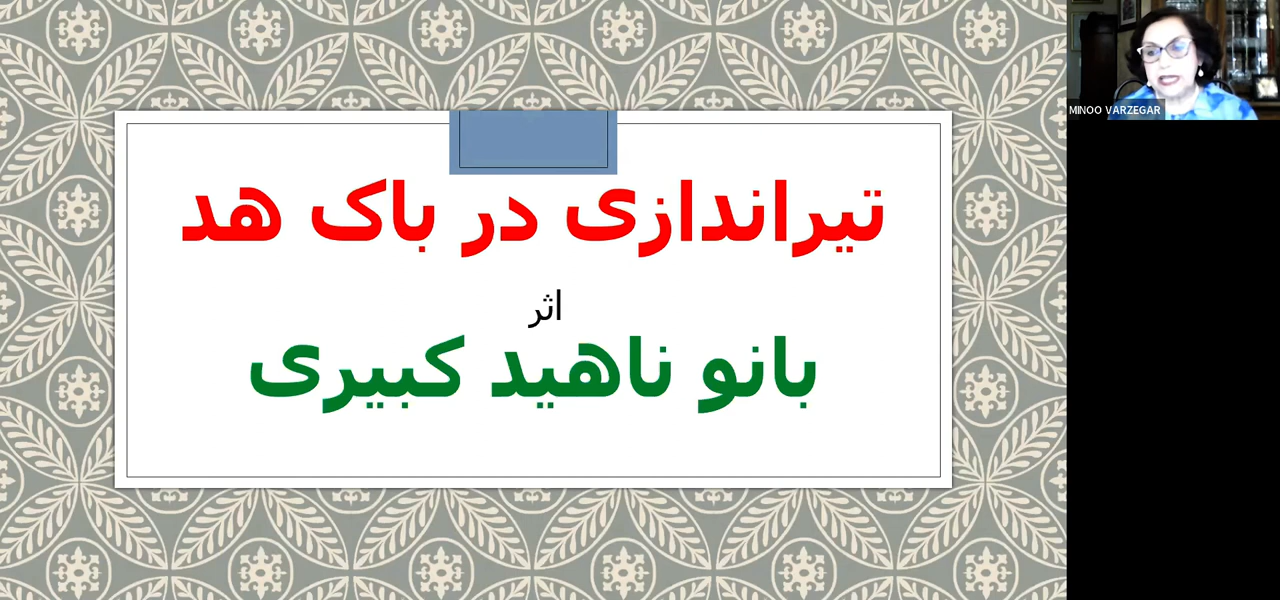 تیراندازی در باک هد
اثر
بانو ناهید کبیری
MINOO VARZEGAR